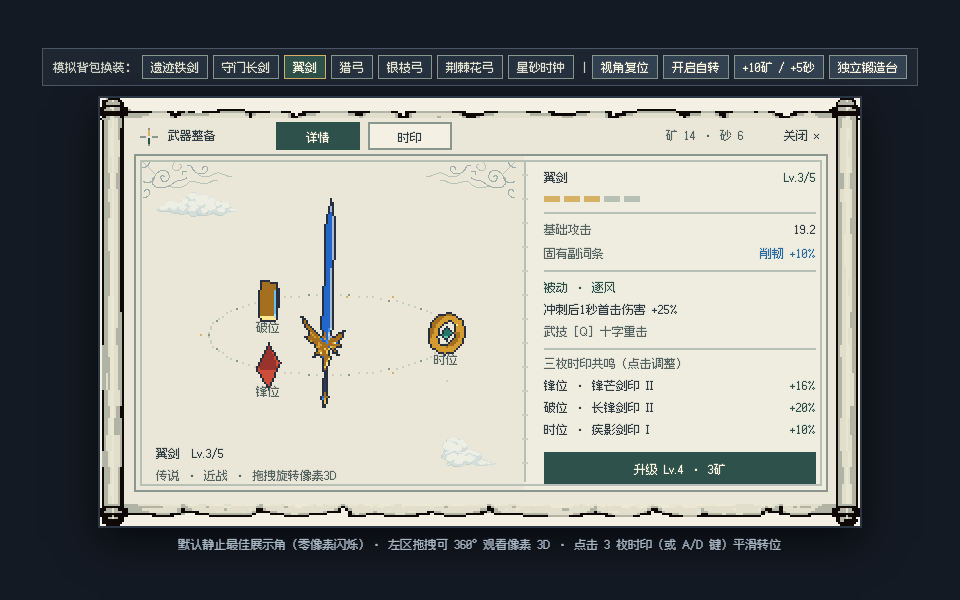 模拟背包换装: 遗迹铁剑 守门长剑 翼剑 猎弓 银枝弓 荆棘花弓 星砂时钟 | 视角复位 开启自转 +10矿 / +5砂 独立锻造台
武器整备 详情 时印 矿 14 · 砂 6 关闭 ×
翼剑 Lv.3/5
基础攻击 19.2
固有副词条 削韧 +10%
被动 · 逐风
冲刺后1秒首击伤害 +25%
武技 [Q] 十字重击
三枚时印共鸣（点击调整）
锋位 · 锋芒剑印 II +16%
破位 · 长锋剑印 II +20%
时位 · 疾影剑印 I +10%
升级 Lv.4 · 3矿
破位
锋位
时位
翼剑 Lv.3/5
传说 · 近战 · 拖拽旋转像素3D
默认静止最佳展示角（零像素闪烁） · 左区拖拽可 360° 观看像素 3D · 点击 3 枚时印（或 A/D 键）平滑转位